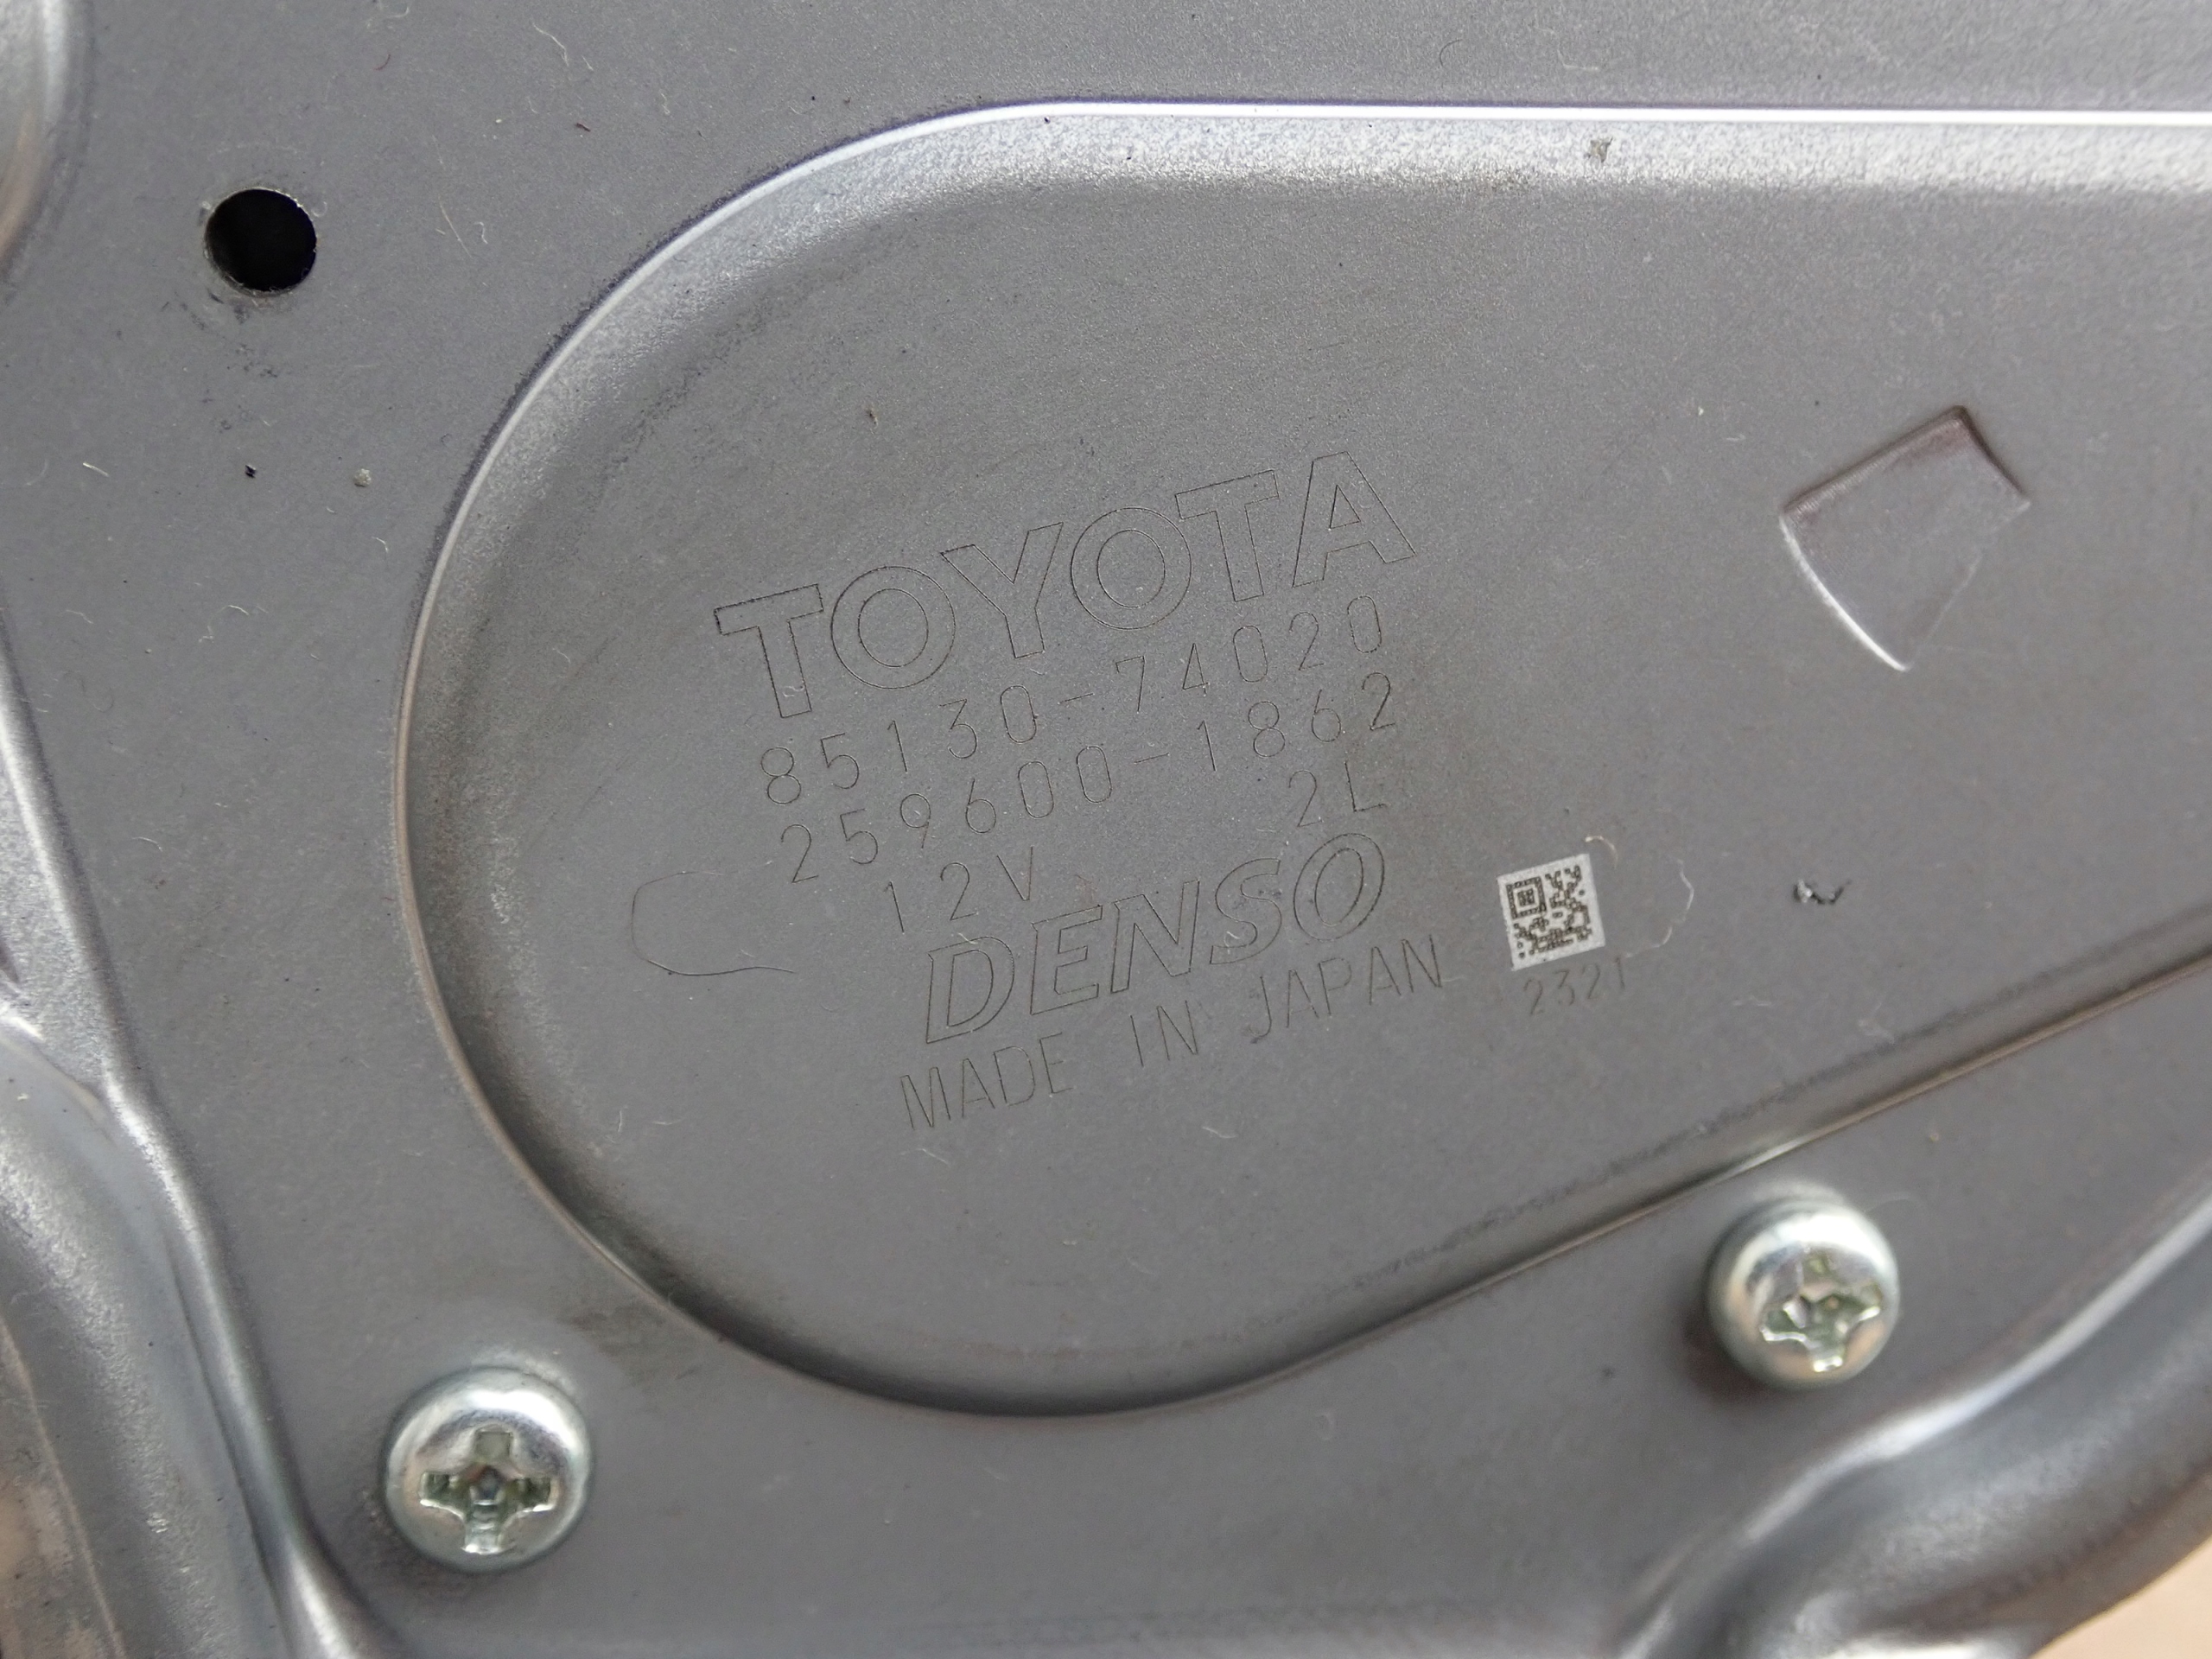 TOYOTA
85130-74020
259600-1862
12V 2L
DENSO
MADE IN JAPAN
2321